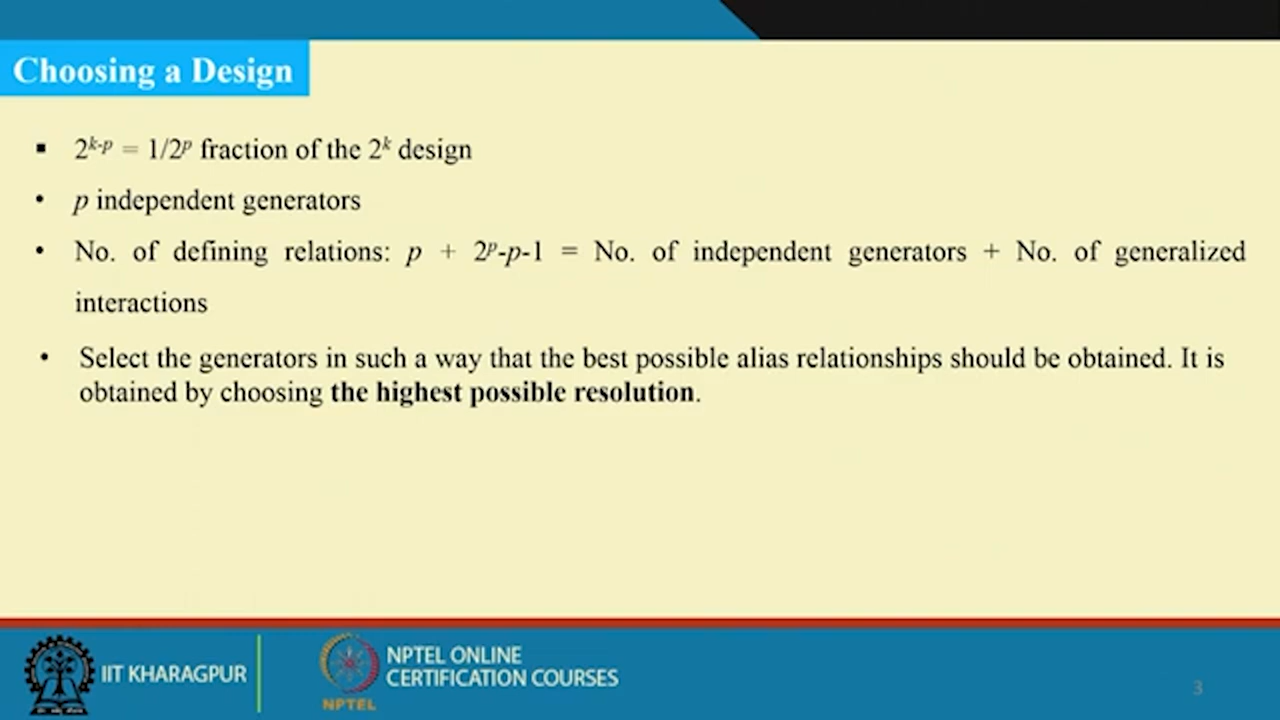 Choosing a Design
▪ 2^{k-p} = 1/2^{p} fraction of the 2^{k} design
• p independent generators
• No. of defining relations: p + 2^{p}-p-1 = No. of independent generators + No. of generalized
interactions
• Select the generators in such a way that the best possible alias relationships should be obtained. It is
obtained by choosing the highest possible resolution.
IIT KHARAGPUR
NPTEL ONLINE
CERTIFICATION COURSES
NPTEL
3